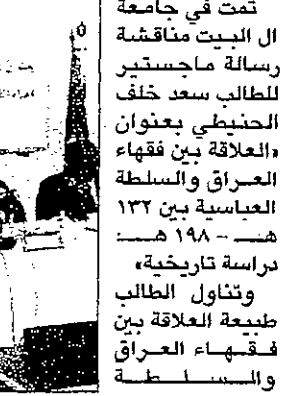 تمت في جامعة
ال البيت مناقشة
رسالة ماجستير
للطالب سعد خلف
الحنيطي بعنوان
«العلاقة بين فقهاء
العراق والسلطة
العباسية بين ١٣٢
هـ - ١٩٨ هـ
دراسة تاريخية»
وتناول الطالب
طبيعة العلاقة بين
فقهاء العراق
والسلطة